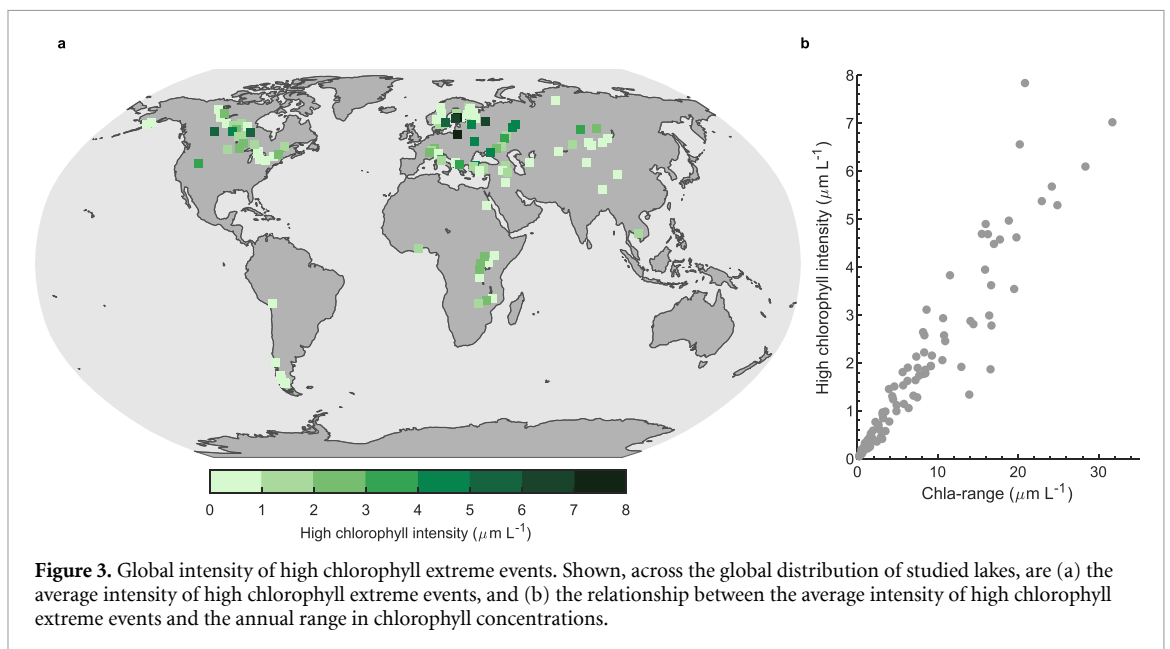 a
b
0 1 2 3 4 5 6 7 8
High chlorophyll intensity (μm L⁻¹)
8
7
6
5
4
3
2
1
0
High chlorophyll intensity (μm L⁻¹)
0 10 20 30
Chla-range (μm L⁻¹)
Figure 3. Global intensity of high chlorophyll extreme events. Shown, across the global distribution of studied lakes, are (a) the
average intensity of high chlorophyll extreme events, and (b) the relationship between the average intensity of high chlorophyll
extreme events and the annual range in chlorophyll concentrations.